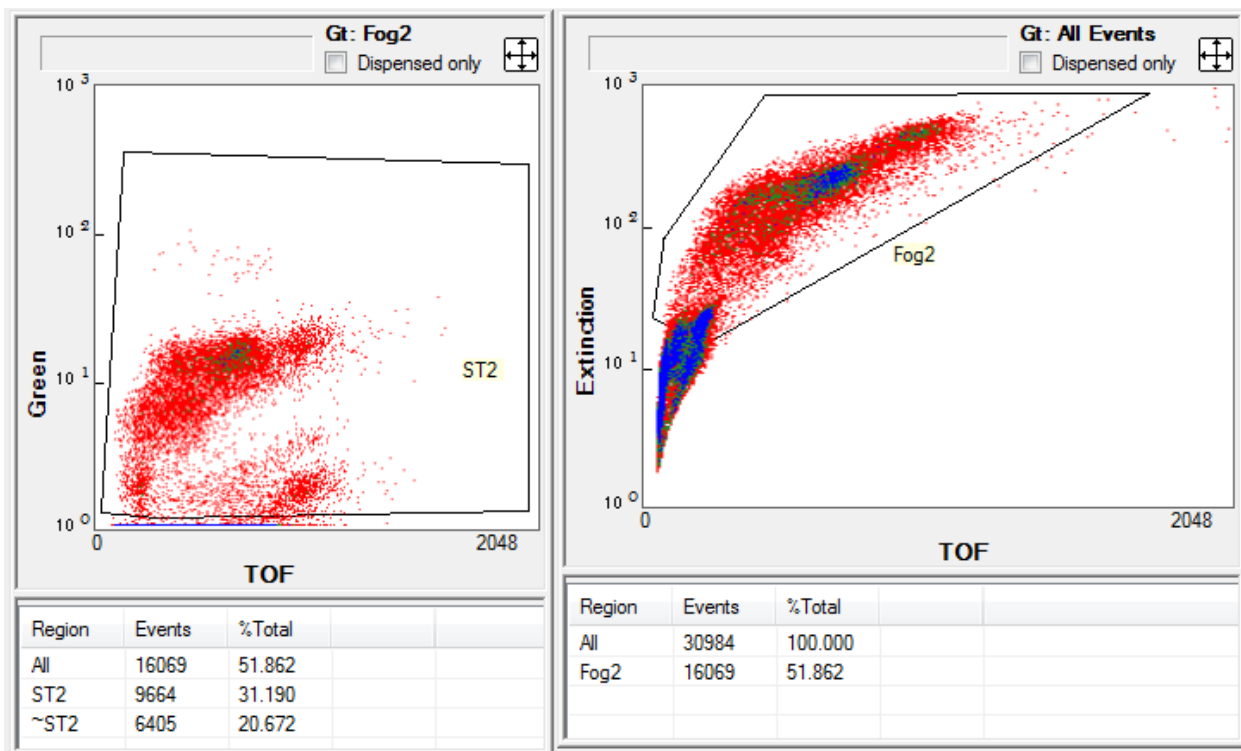 Gt: Fog2
Dispensed only
10 3
10 2
10 1
10 0
Green
ST2
0
2048
TOF
Region Events %Total
All 16069 51.862
ST2 9664 31.190
~ST2 6405 20.672
Gt: All Events
Dispensed only
10 3
10 2
10 1
10 0
Extinction
Fog2
0
2048
TOF
Region Events %Total
All 30984 100.000
Fog2 16069 51.862